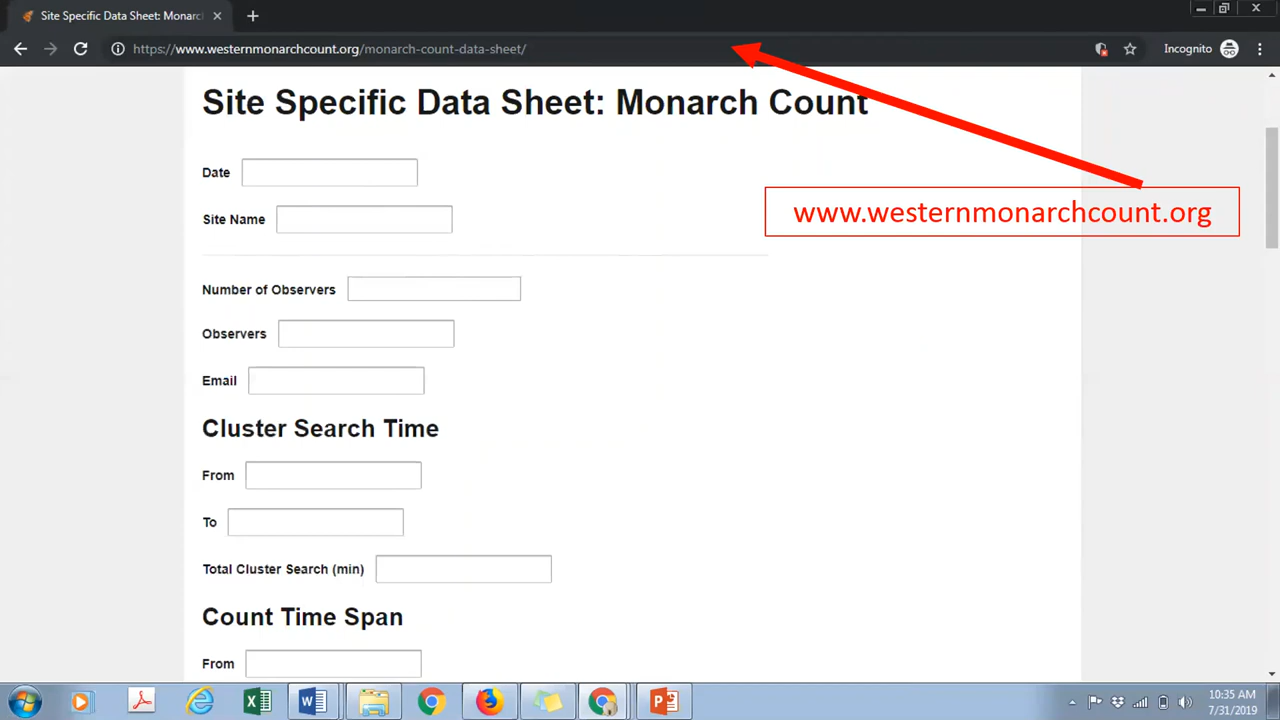 Site Specific Data Sheet: Monarc
https://www.westernmonarchcount.org/monarch-count-data-sheet/
Incognito
Site Specific Data Sheet: Monarch Count
www.westernmonarchcount.org
Date
Site Name
Number of Observers
Observers
Email
Cluster Search Time
From
To
Total Cluster Search (min)
Count Time Span
From
10:35 AM
7/31/2019